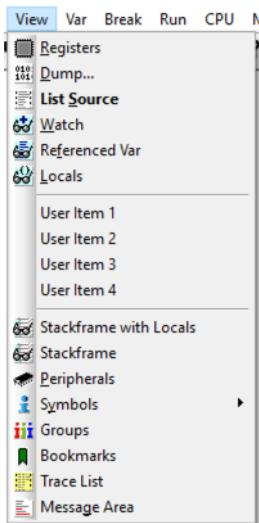 View Var Break Run CPU
Registers
Dump...
List Source
Watch
Referenced Var
Locals
User Item 1
User Item 2
User Item 3
User Item 4
Stackframe with Locals
Stackframe
Peripherals
Symbols
Groups
Bookmarks
Trace List
Message Area